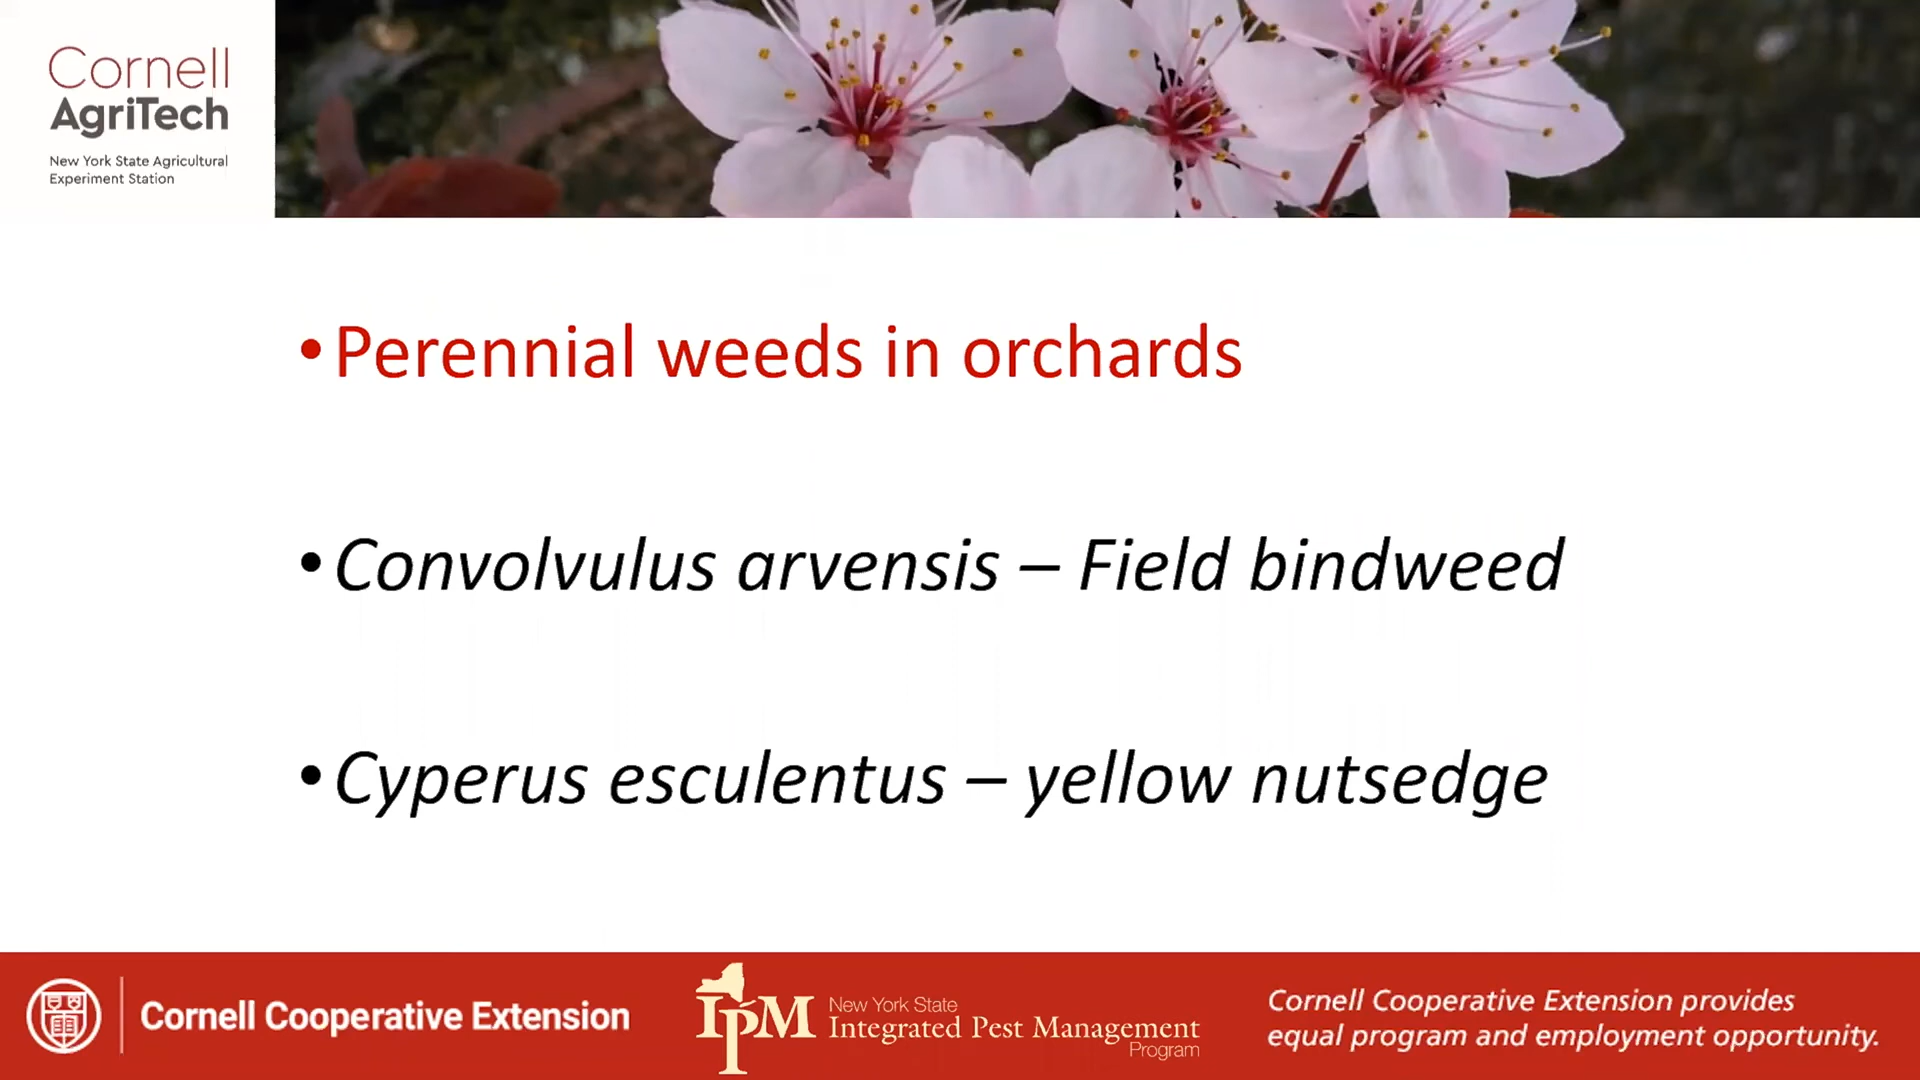 Cornell
AgriTech
New York State Agricultural
Experiment Station
•Perennial weeds in orchards
•Convolvulus arvensis – Field bindweed
•Cyperus esculentus – yellow nutsedge
Cornell Cooperative Extension
IPM
New York State
Integrated Pest Management
Program
Cornell Cooperative Extension provides
equal program and employment opportunity.